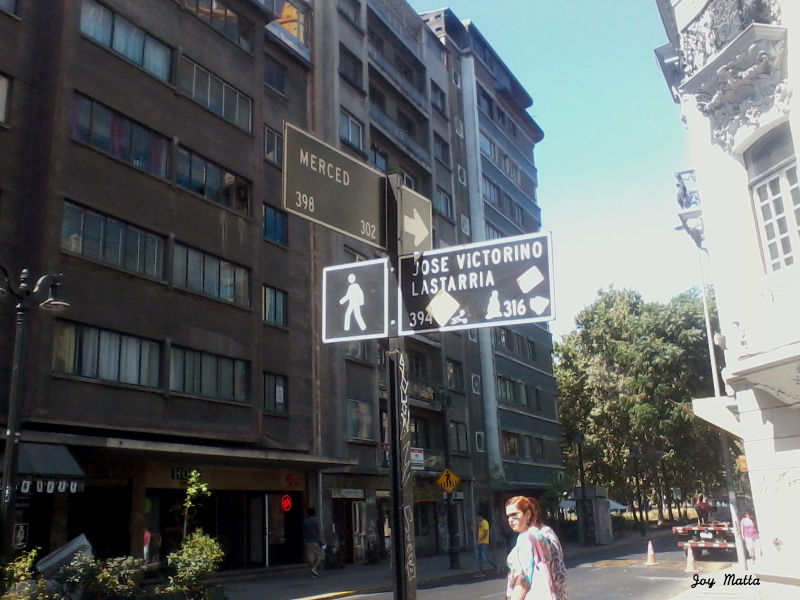 MERCED
398
302
JOSE VICTORINO
LASTARRIA
394
316
Joy Matta